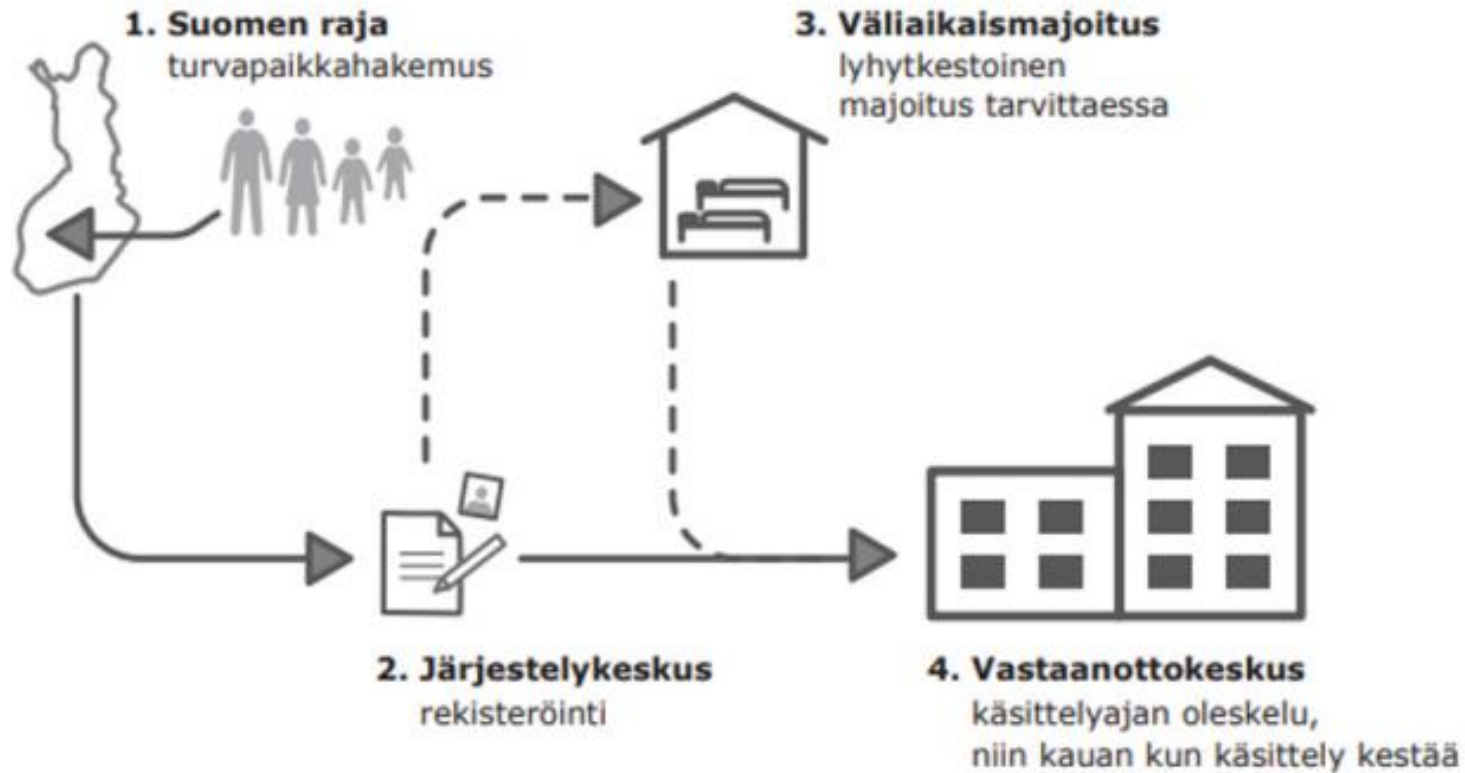 1. Suomen raja
turvapaikkahakemus
3. Väliaikaismajoitus
lyhytkestoinen
majoitus tarvittaessa
2. Järjestelykeskus
rekisteröinti
4. Vastaanottokeskus
käsittelyajan oleskelu,
niin kauan kun käsittely kestää